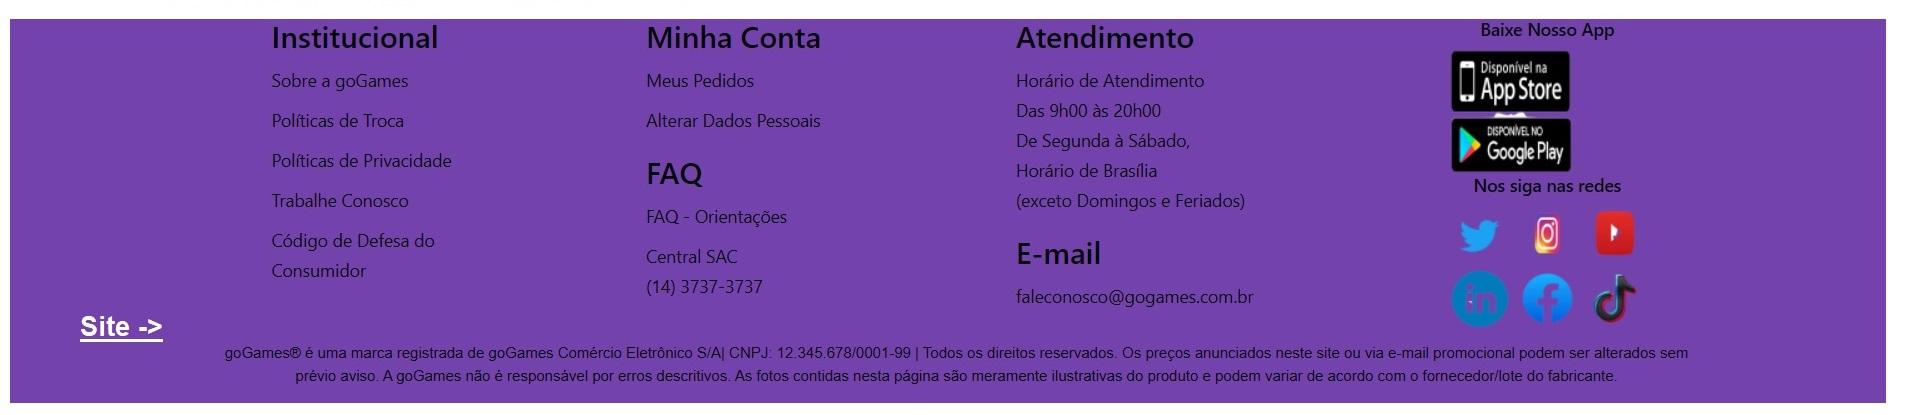 Institucional
Sobre a goGames
Políticas de Troca
Políticas de Privacidade
Trabalhe Conosco
Código de Defesa do
Consumidor
Minha Conta
Meus Pedidos
Alterar Dados Pessoais
FAQ
FAQ - Orientações
Central SAC
(14) 3737-3737
Atendimento
Horário de Atendimento
Das 9h00 às 20h00
De Segunda à Sábado,
Horário de Brasília
(exceto Domingos e Feriados)
E-mail
faleconosco@gogames.com.br
Baixe Nosso App
Disponível na
App Store
DISPONÍVEL NO
Google Play
Nos siga nas redes
in
Site ->
goGames® é uma marca registrada de goGames Comércio Eletrônico S/A| CNPJ: 12.345.678/0001-99 | Todos os direitos reservados. Os preços anunciados neste site ou via e-mail promocional podem ser alterados sem
prévio aviso. A goGames não é responsável por erros descritivos. As fotos contidas nesta página são meramente ilustrativas do produto e podem variar de acordo com o fornecedor/lote do fabricante.